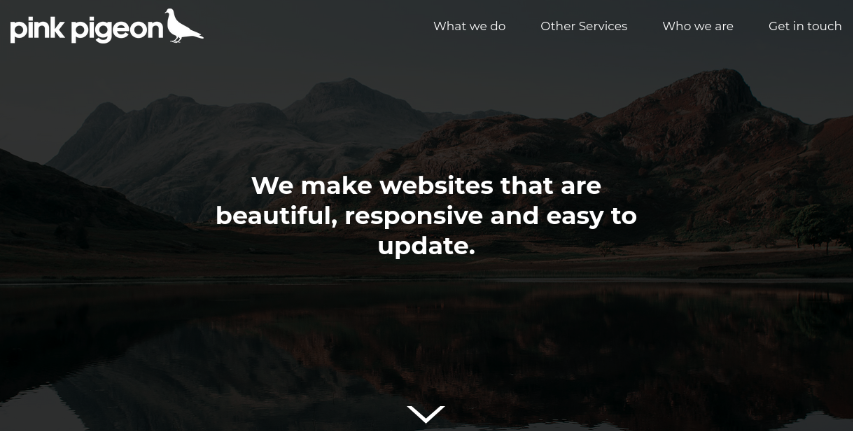 pink pigeon
What we do
Other Services
Who we are
Get in touch
We make websites that are
beautiful, responsive and easy to
update.